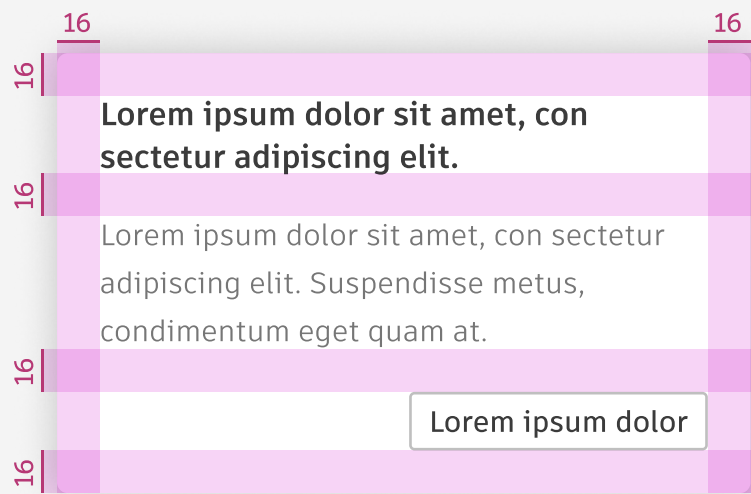 16
16
16
Lorem ipsum dolor sit amet, con
sectetur adipiscing elit.
16
Lorem ipsum dolor sit amet, con sectetur
adipiscing elit. Suspendisse metus,
condimentum eget quam at.
16
Lorem ipsum dolor
16